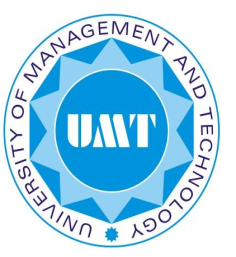 UNIVERSITY OF MANAGEMENT AND TECHNOLOGY
UMT